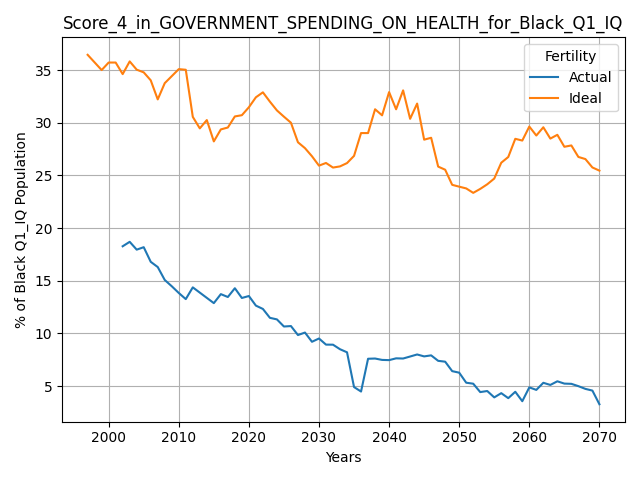 Score_4_in_GOVERNMENT_SPENDING_ON_HEALTH_for_Black_Q1_IQ
Fertility
Actual
Ideal
% of Black Q1_IQ Population
35
30
25
20
15
10
5
2000 2010 2020 2030 2040 2050 2060 2070
Years